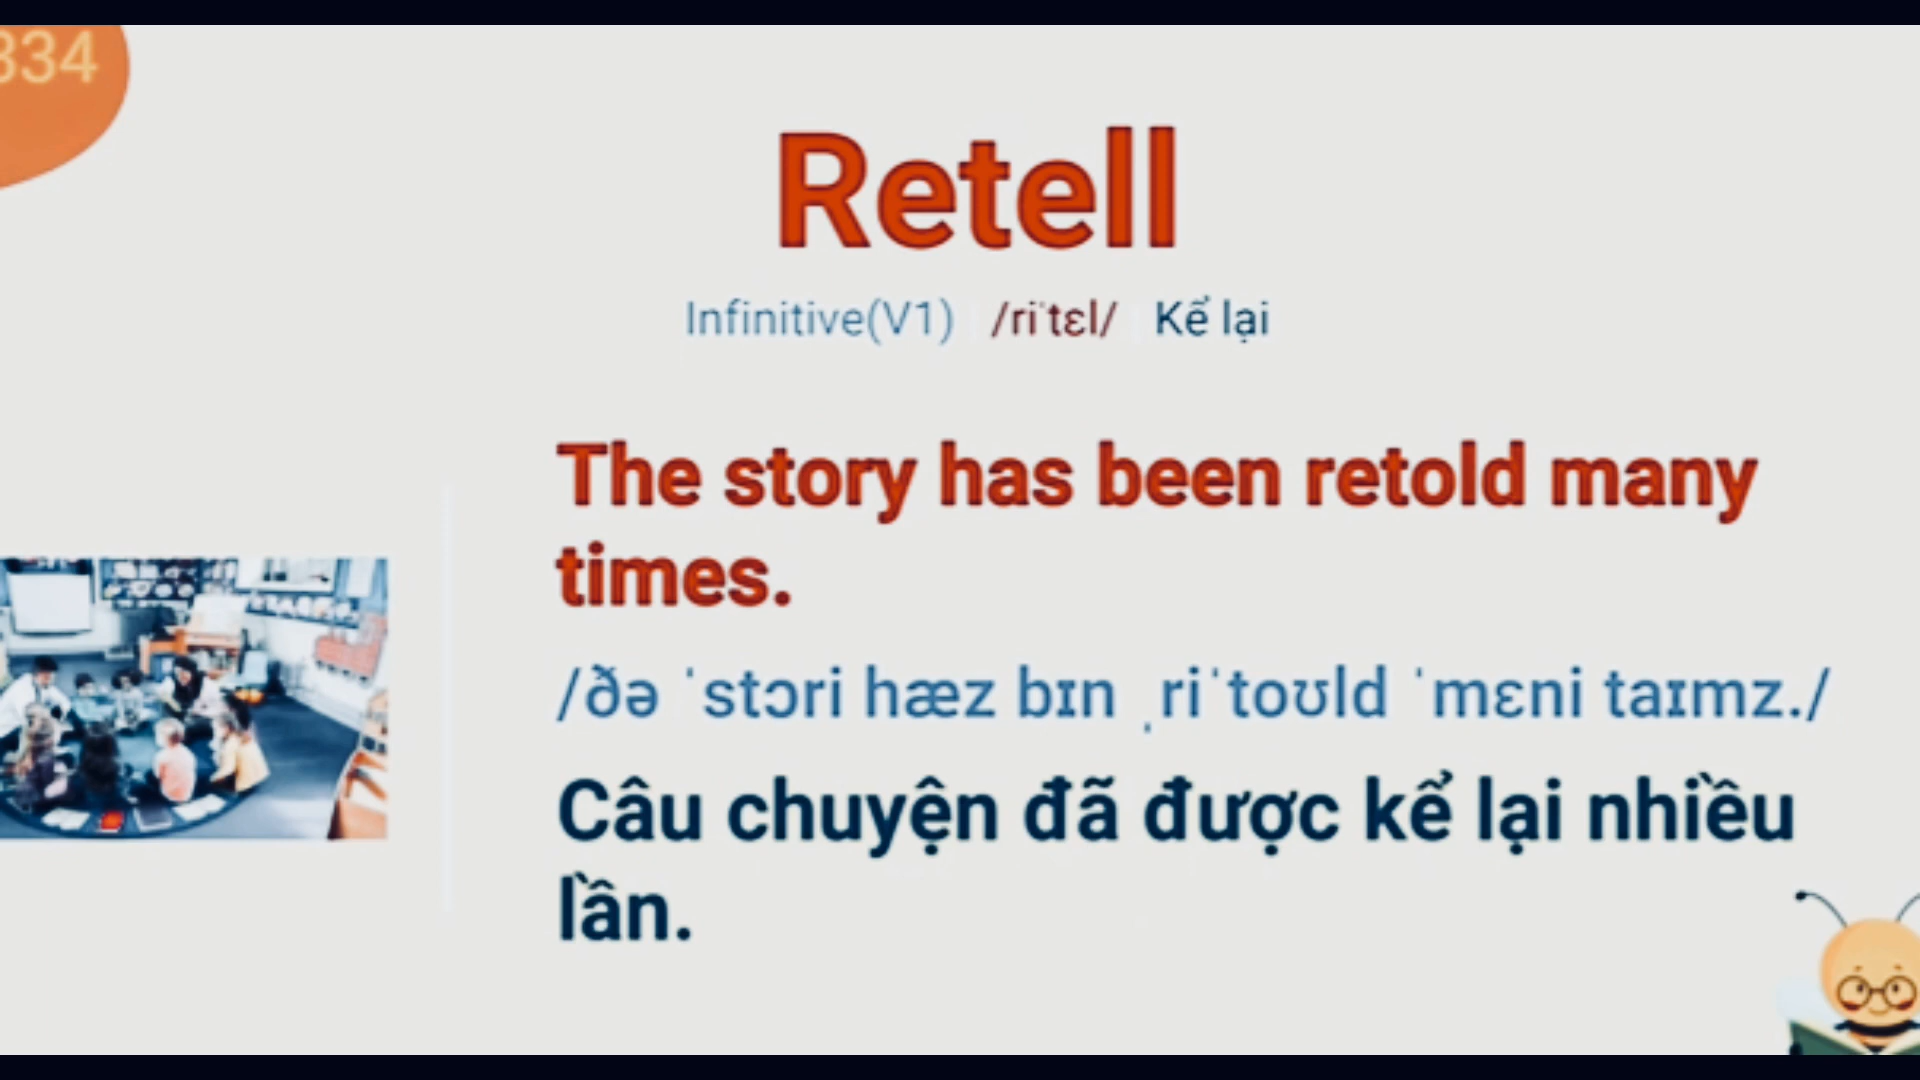 334
Retell
Infinitive(V1) /riˈtɛl/ Kể lại
The story has been retold many
times.
/ðə ˈstɔri hæz bɪn ˌriˈtoʊld ˈmɛni taɪmz./
Câu chuyện đã được kể lại nhiều
lần.